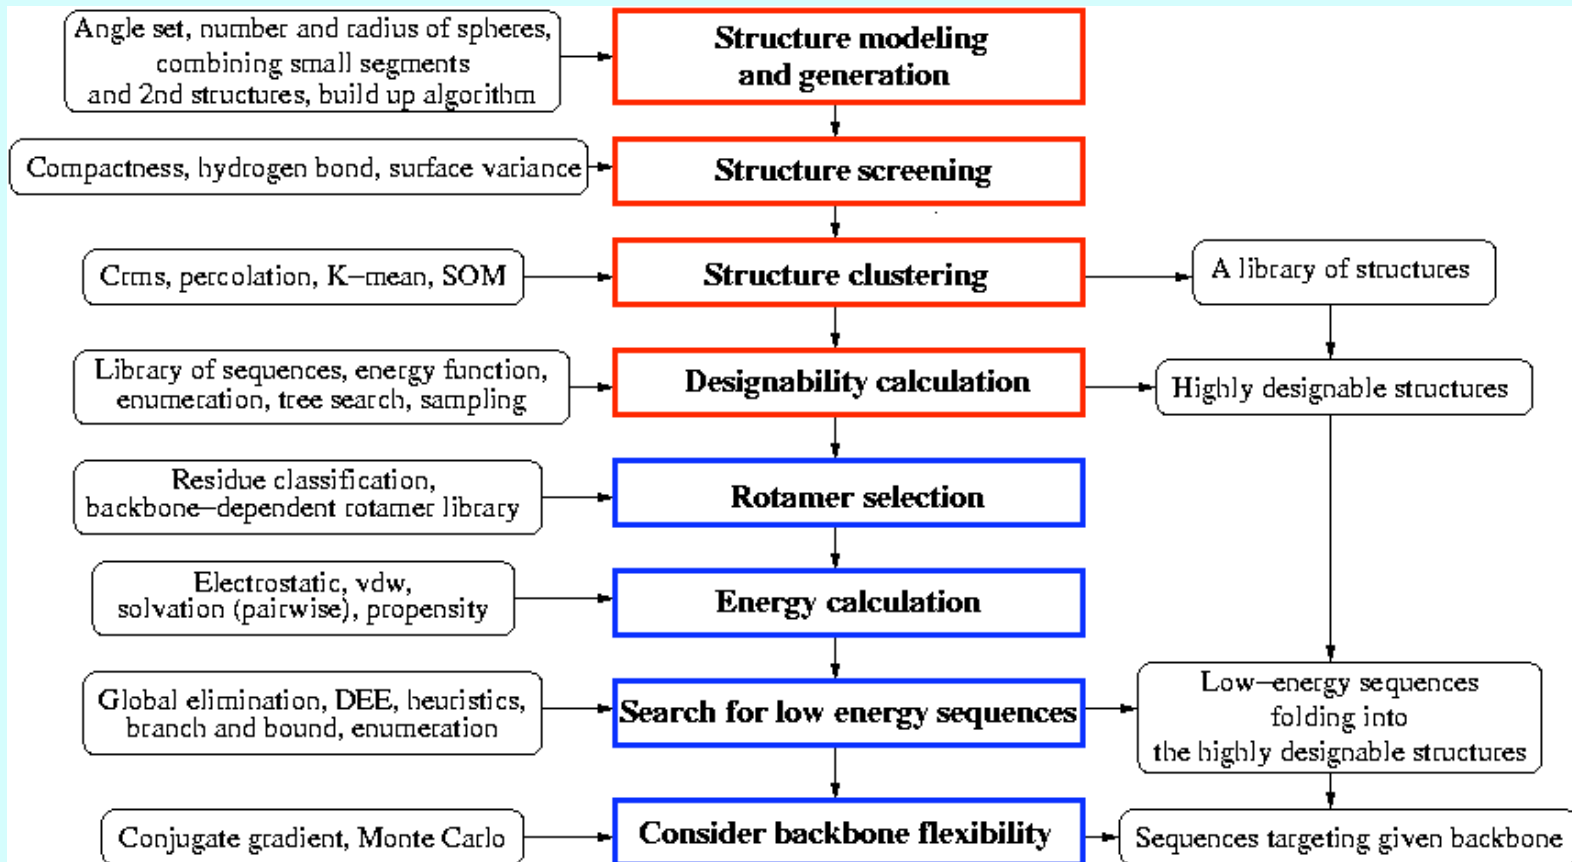 Angle set, number and radius of spheres,
combining small segments
and 2nd structures, build up algorithm
Structure modeling
and generation
Compactness, hydrogen bond, surface variance
Structure screening
Crms, percolation, K-mean, SOM
Structure clustering
A library of structures
Library of sequences, energy function,
enumeration, tree search, sampling
Designability calculation
Highly designable structures
Residue classification,
backbone-dependent rotamer library
Rotamer selection
Electrostatic, vdw,
solvation (pairwise), propensity
Energy calculation
Global elimination, DEE, heuristics,
branch and bound, enumeration
Search for low energy sequences
Low-energy sequences
folding into
the highly designable structures
Conjugate gradient, Monte Carlo
Consider backbone flexibility
Sequences targeting given backbone